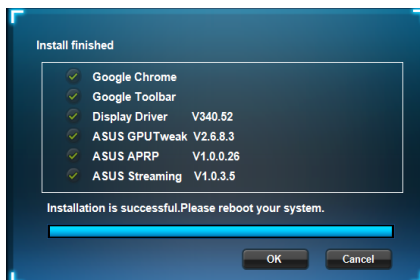 Install finished
Google Chrome
Google Toolbar
Display Driver V340.52
ASUS GPUTweak V2.6.8.3
ASUS APRP V1.0.0.26
ASUS Streaming V1.0.3.5
Installation is successful.Please reboot your system.
OK Cancel